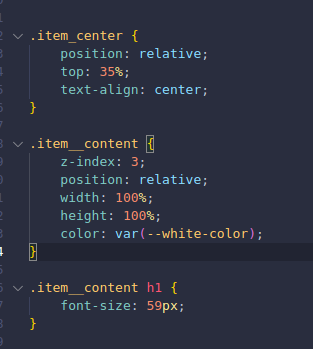 .item_center {
position: relative;
top: 35%;
text-align: center;
}
.item__content {
z-index: 3;
position: relative;
width: 100%;
height: 100%;
color: var(--white-color);
}
.item__content h1 {
font-size: 59px;
}